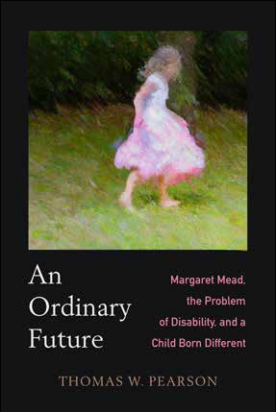 An
Ordinary
Future
Margaret Mead,
the Problem
of Disability, and a
Child Born Different
THOMAS W. PEARSON